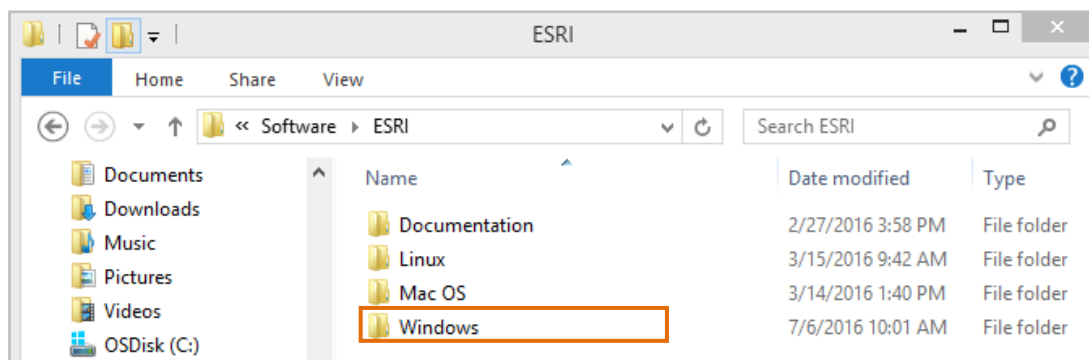 ESRI
File Home Share View
« Software ESRI
Search ESRI
Documents
Downloads
Music
Pictures
Videos
OSDisk (C:)
Name Date modified Type
Documentation 2/27/2016 3:58 PM File folder
Linux 3/15/2016 9:42 AM File folder
Mac OS 3/14/2016 1:40 PM File folder
Windows 7/6/2016 10:01 AM File folder